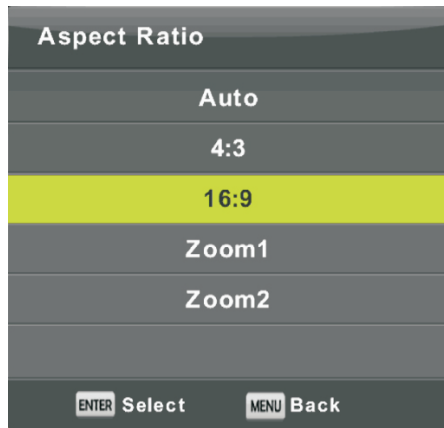 Aspect Ratio
Auto
4:3
16:9
Zoom1
Zoom2
ENTER Select MENU Back